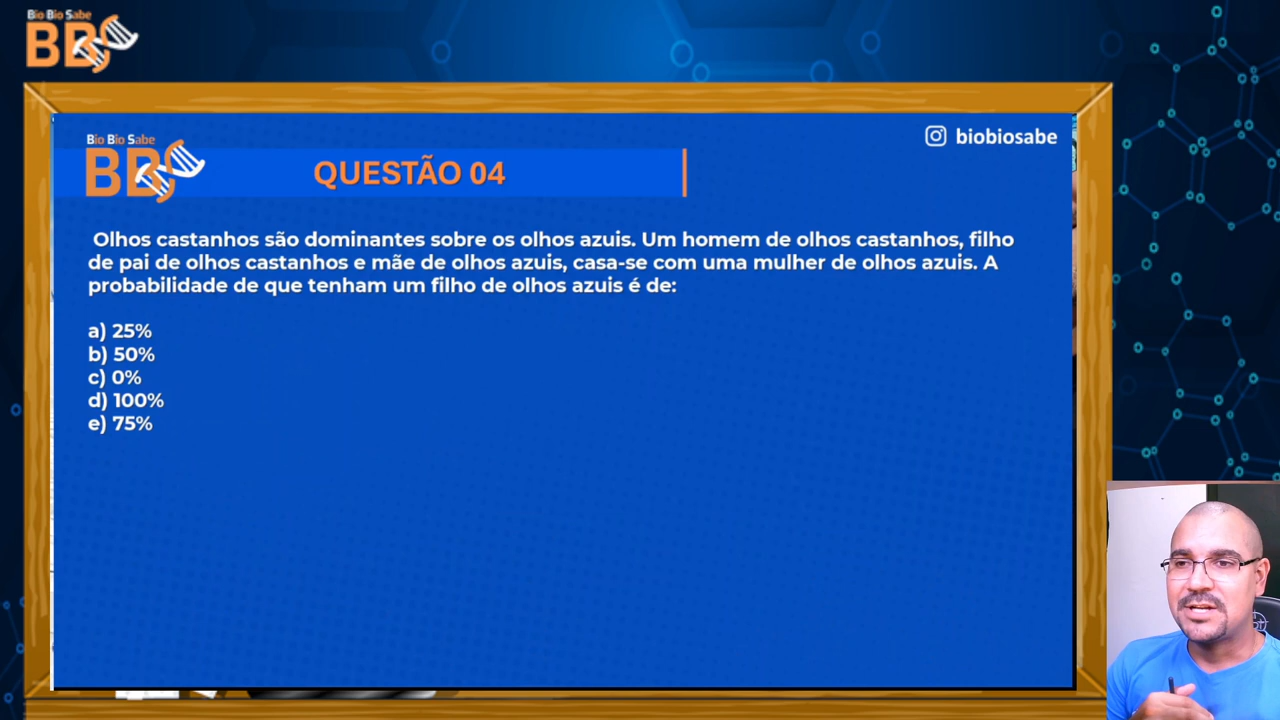 Bio Bio Sabe
BBS
Bio Bio Sabe
BBS
biobiosabe
QUESTÃO 04
Olhos castanhos são dominantes sobre os olhos azuis. Um homem de olhos castanhos, filho
de pai de olhos castanhos e mãe de olhos azuis, casa-se com uma mulher de olhos azuis. A
probabilidade de que tenham um filho de olhos azuis é de:
a) 25%
b) 50%
c) 0%
d) 100%
e) 75%